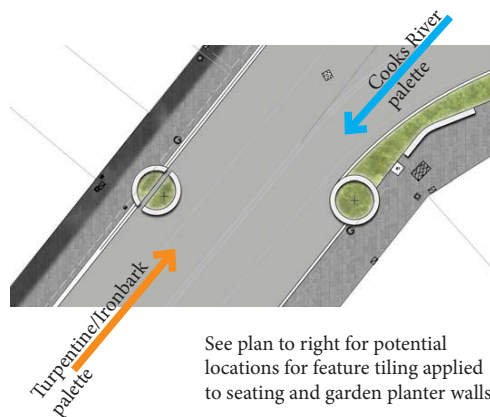 Cooks River
palette
Turpentine/Ironbark
palette
See plan to right for potential
locations for feature tiling applied
to seating and garden planter walls